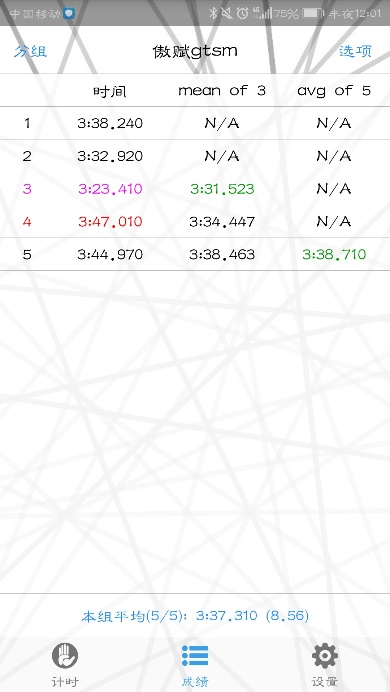 中国移动 75% 午夜12:01
分组 傲赋gtsm 选项
时间 mean of 3 avg of 5
1 3:38.240 N/A N/A
2 3:32.920 N/A N/A
3 3:23.410 3:31.523 N/A
4 3:47.010 3:34.447 N/A
5 3:44.970 3:38.463 3:38.710
本组平均(5/5): 3:37.310 (8.56)
计时 成绩 设置